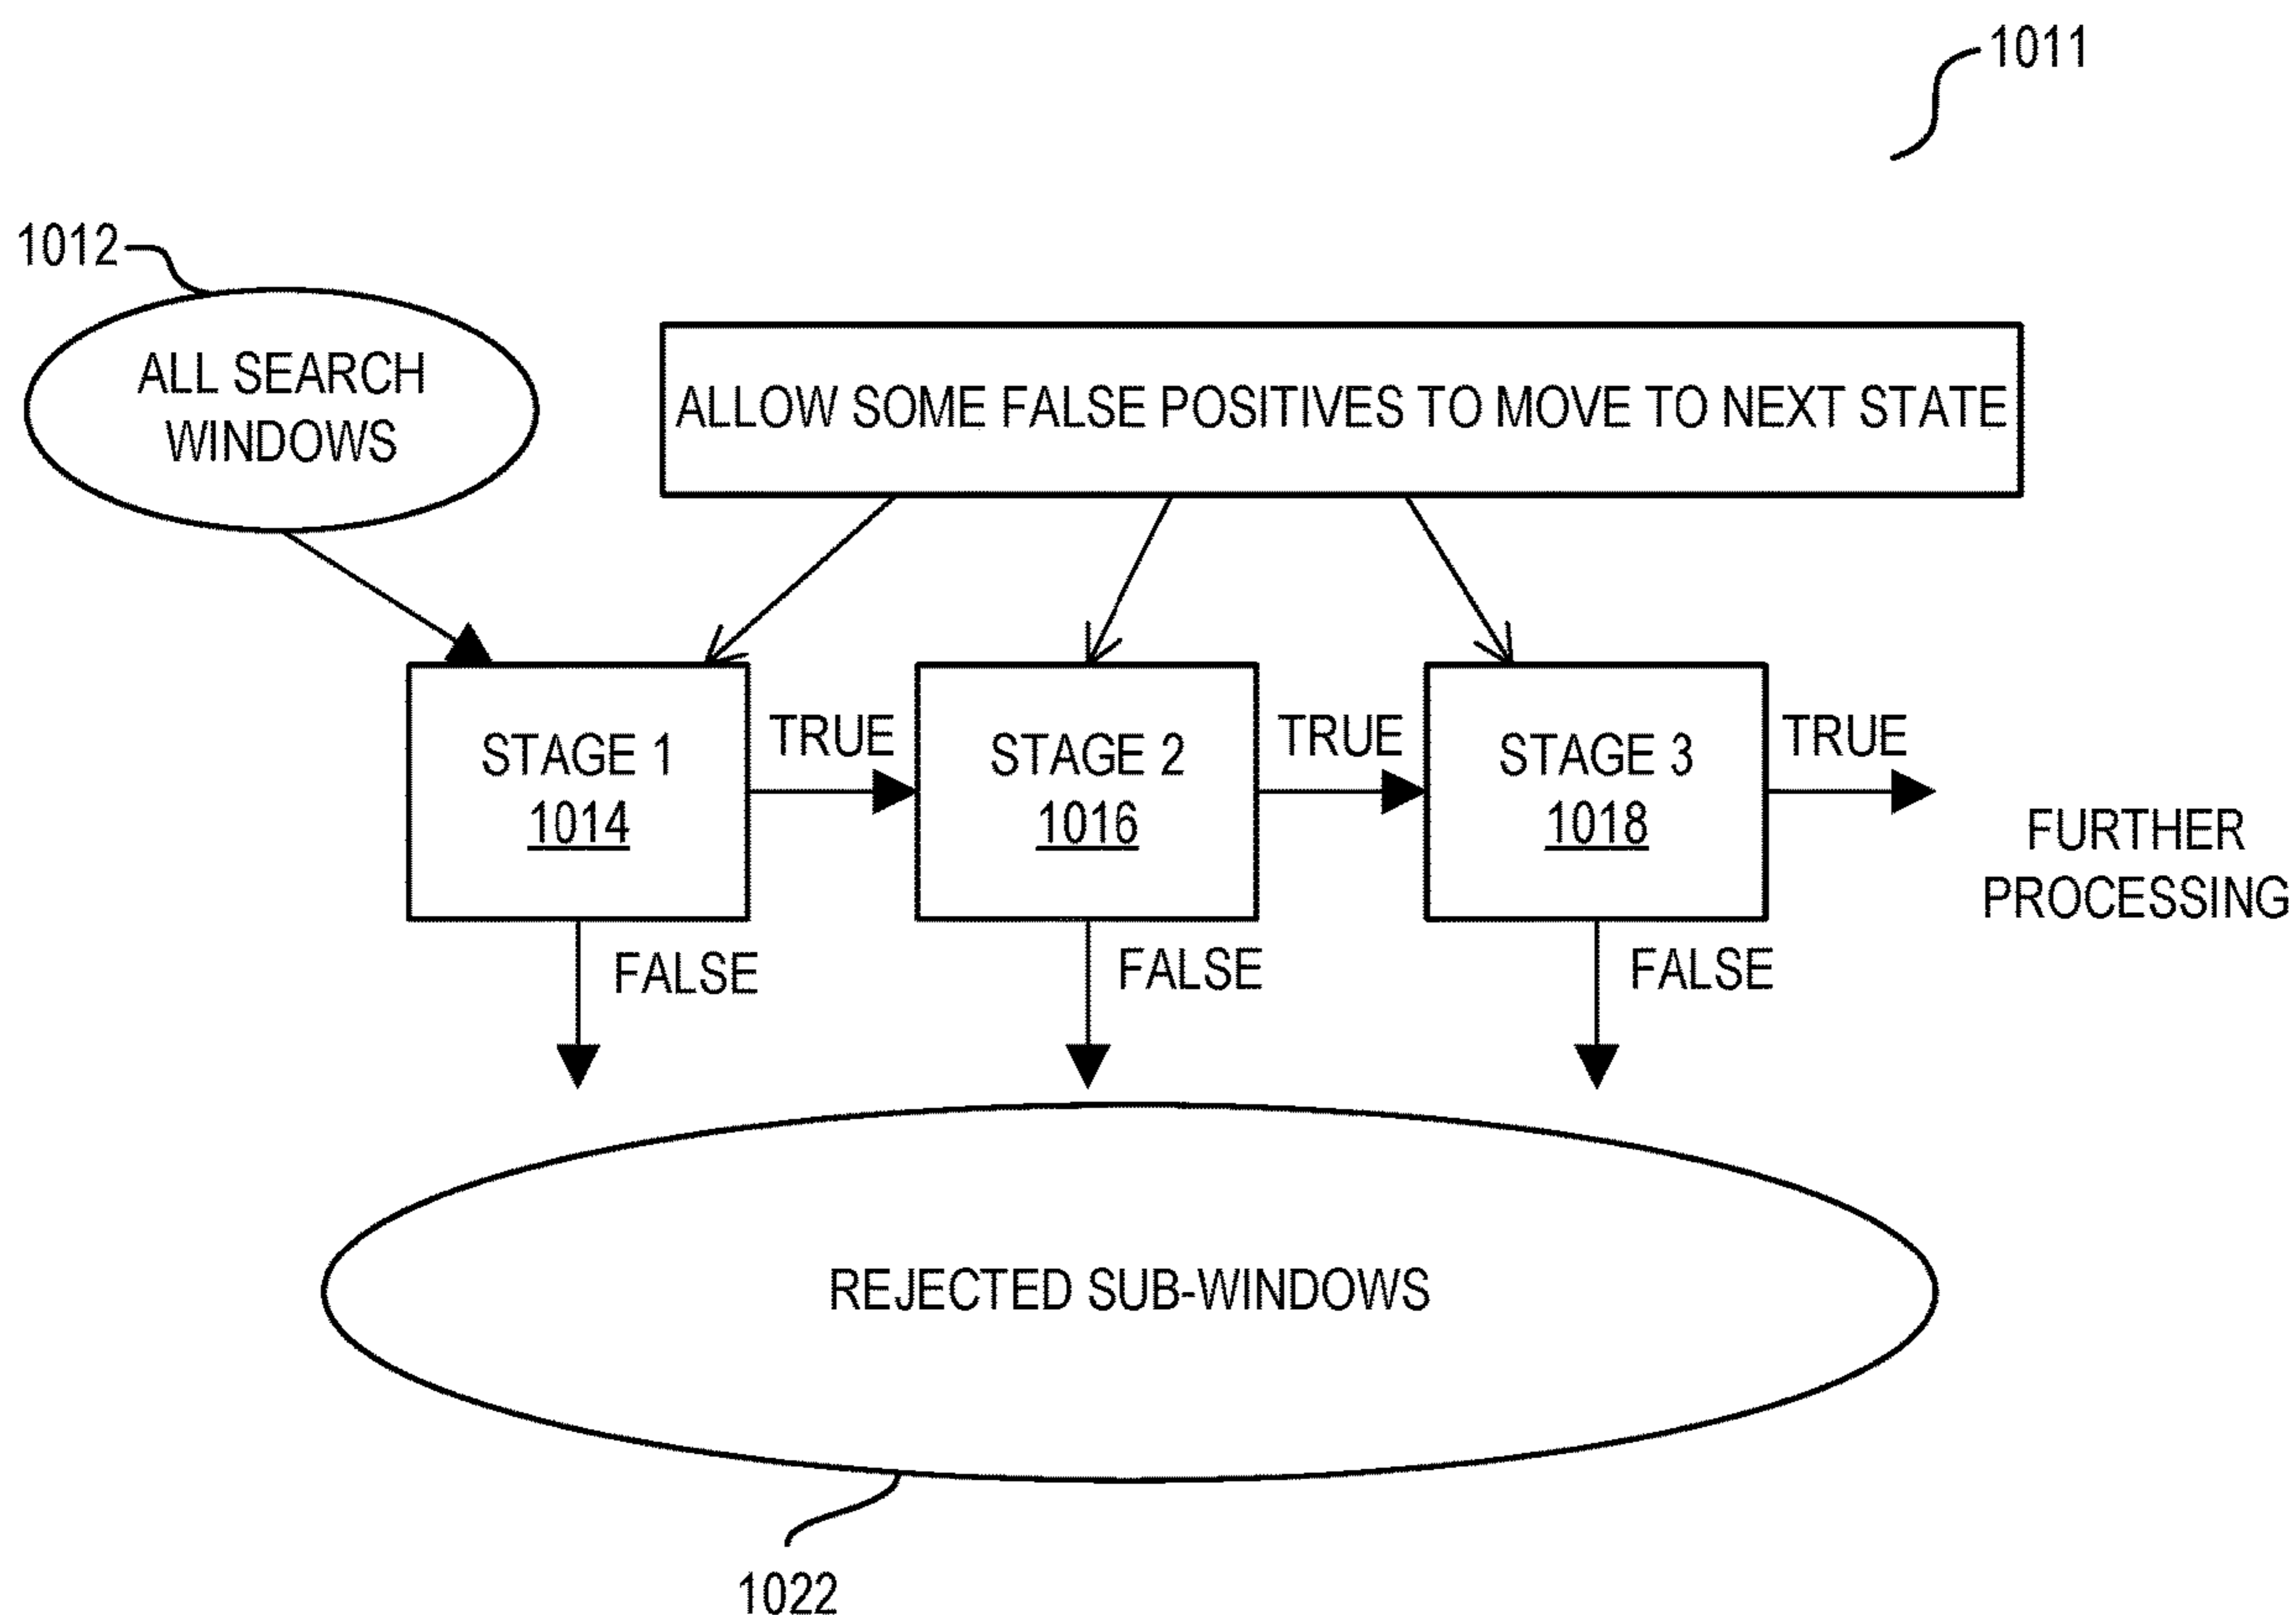 1011
1012
ALL SEARCH
WINDOWS
ALLOW SOME FALSE POSITIVES TO MOVE TO NEXT STATE
STAGE 1
1014
TRUE
STAGE 2
1016
TRUE
STAGE 3
1018
TRUE
FURTHER
PROCESSING
FALSE
FALSE
FALSE
REJECTED SUB-WINDOWS
1022